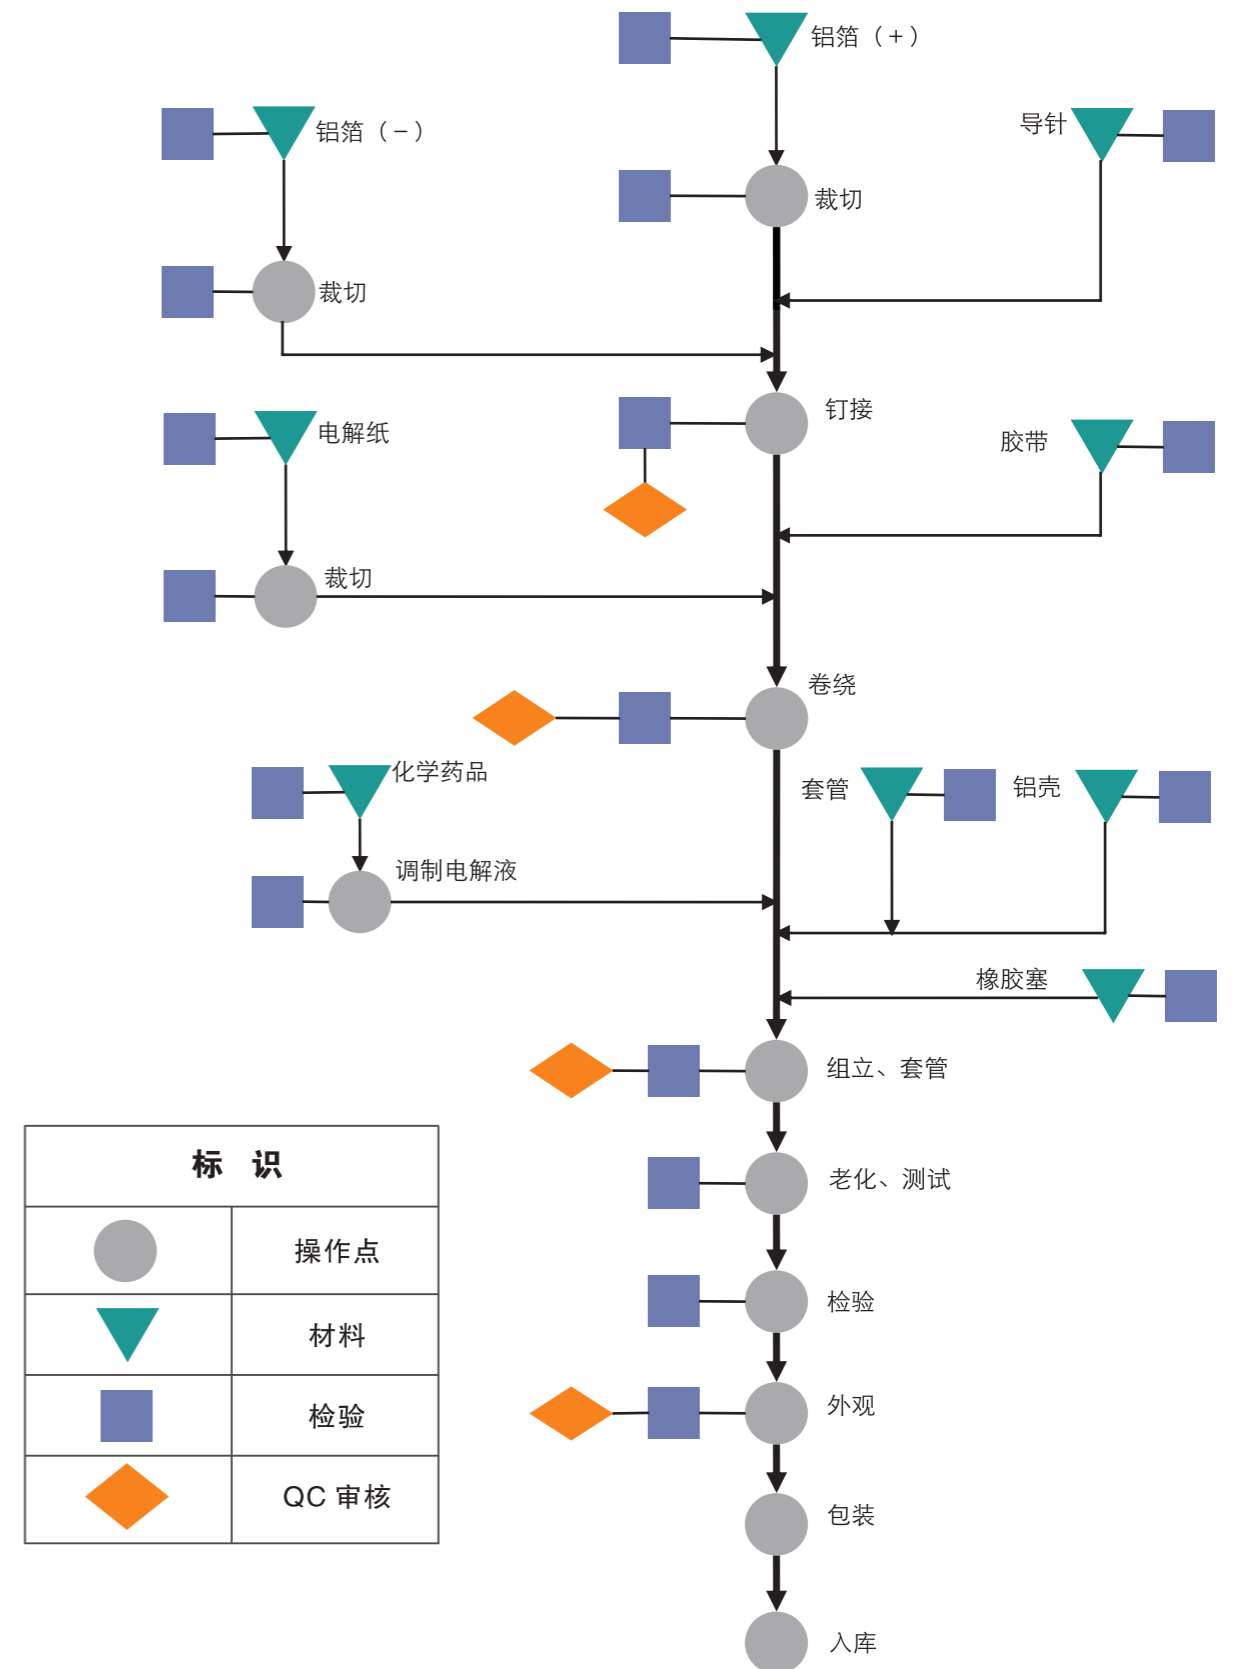 铝箔（+）
铝箔（-）
导针
裁切
裁切
钉接
电解纸
胶带
裁切
卷绕
化学药品
套管
铝壳
调制电解液
橡胶塞
组立、套管
标 识
老化、测试
操作点
检验
材料
外观
检验
QC 审核
包装
入库